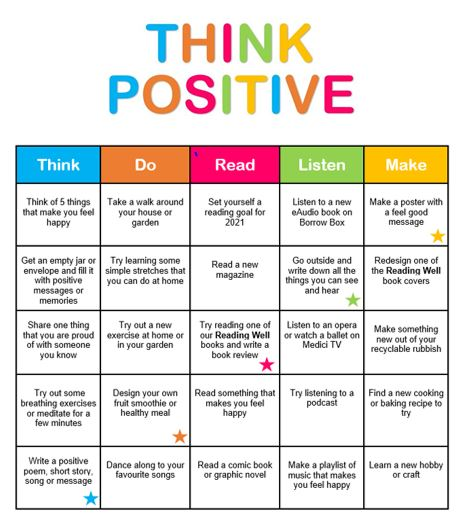 THINK
POSITIVE
Think
Do
Read
Listen
Make
Think of 5 things
that make you feel
happy
Take a walk around
your house or
garden
Set yourself a
reading goal for
2021
Listen to a new
eAudio book on
Borrow Box
Make a poster with
a feel good
message
Get an empty jar or
envelope and fill it
with positive
messages or
memories
Try learning some
simple stretches that
you can do at home
Read a new
magazine
Go outside and
write down all the
things you can see
and hear
Redesign one of
the Reading Well
book covers
Share one thing
that you are proud
of with someone
you know
Try out a new
exercise at home or
in your garden
Try reading one of
our Reading Well
books and write a
book review
Listen to an opera
or watch a ballet on
Medici TV
Make something
new out of your
recyclable rubbish
Try out some
breathing exercises
or meditate for a
few minutes
Design your own
fruit smoothie or
healthy meal
Read something that
makes you feel
happy
Try listening to a
podcast
Find a new cooking
or baking recipe to
try
Write a positive
poem, short story,
song or message
Dance along to your
favourite songs
Read a comic book
or graphic novel
Make a playlist of
music that makes
you feel happy
Learn a new hobby
or craft